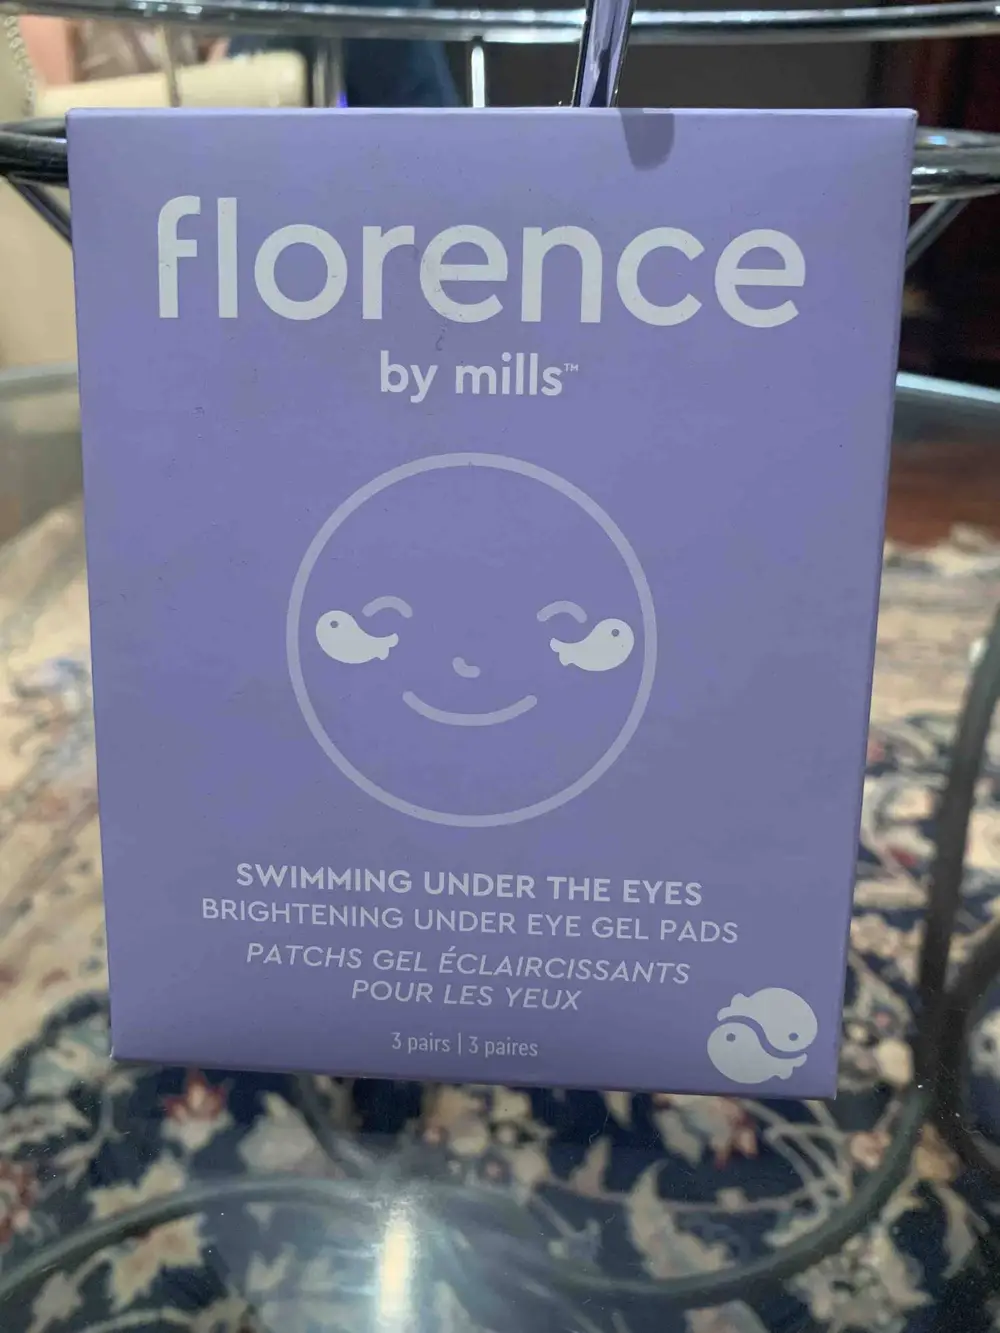 florence
by mills™
SWIMMING UNDER THE EYES
BRIGHTENING UNDER EYE GEL PADS
PATCHS GEL ÉCLAIRCISSANTS
POUR LES YEUX
3 pairs | 3 paires